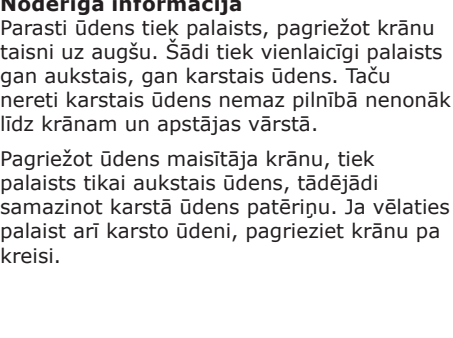 Noderīga informācija
Parasti ūdens tiek palaists, pagriežot krānu
taisni uz augšu. Šādi tiek vienlaicīgi palaists
gan aukstais, gan karstais ūdens. Taču
nereti karstais ūdens nemaz pilnībā nenonāk
līdz krānam un apstājas vārstā.
Pagriežot ūdens maisītāja krānu, tiek
palaists tikai aukstais ūdens, tādējādi
samazinot karstā ūdens patēriņu. Ja vēlaties
palaist arī karsto ūdeni, pagrieziet krānu pa
kreisi.